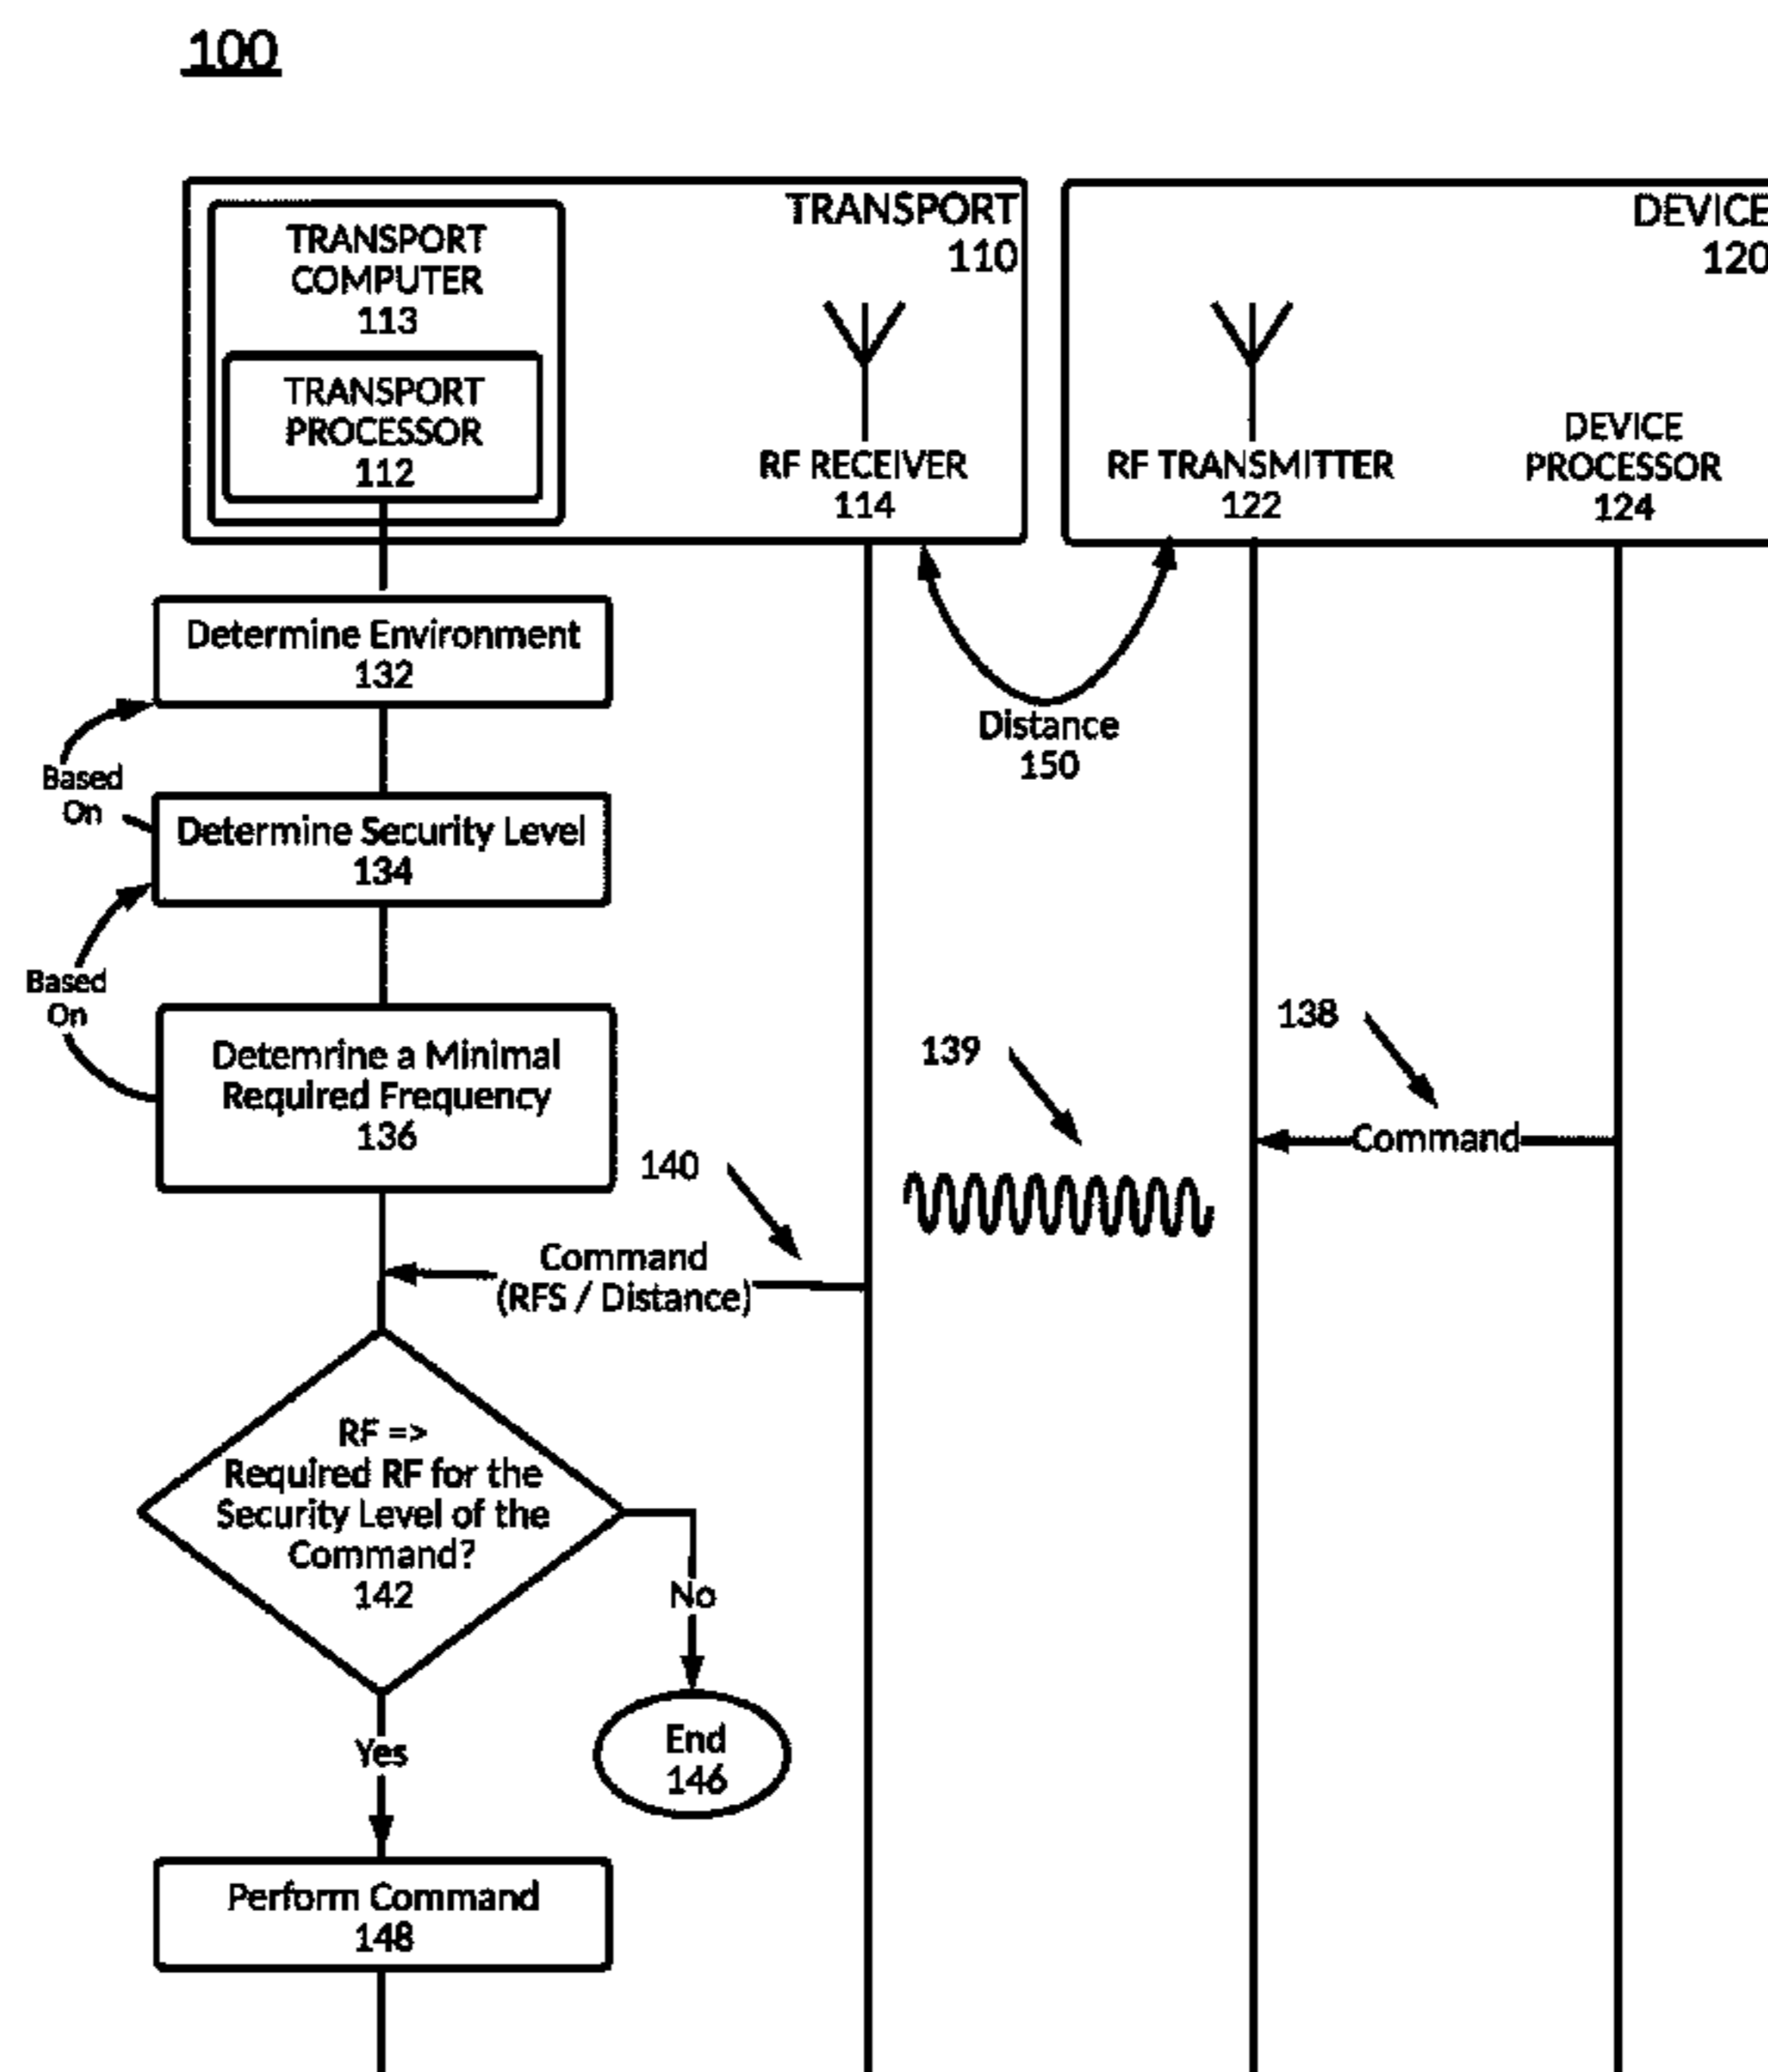 100
TRANSPORT
110
TRANSPORT
COMPUTER
113
TRANSPORT
PROCESSOR
112
RF RECEIVER
114
DEVICE
120
RF TRANSMITTER
122
DEVICE
PROCESSOR
124
Determine Environment
132
Distance
150
Based
On
Determine Security Level
134
Based
On
Detemrine a Minimal
Required Frequency
136
138
139
Command
140
Command
(RFS / Distance)
RF =>
Required RF for the
Security Level of the
Command?
142
No
End
146
Yes
Perform Command
148